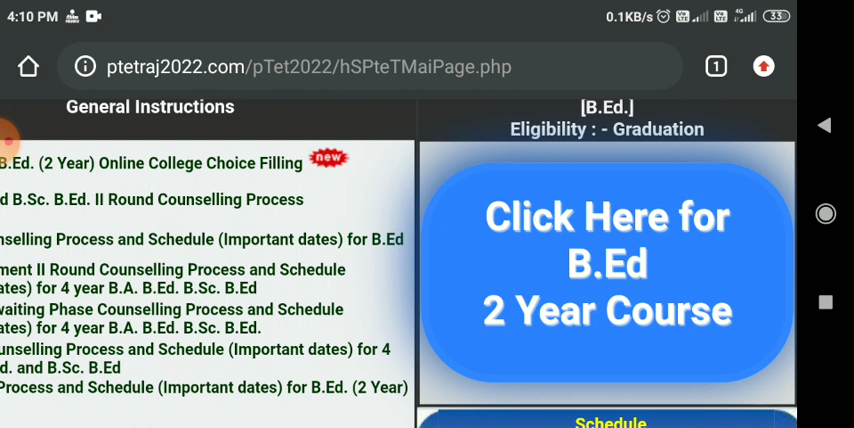 4:10 PM
0.1KB/s 4G 33
ptetraj2022.com/pTet2022/hSPteTMaiPage.php
1
General Instructions
[B.Ed.]
Eligibility : - Graduation
B.Ed. (2 Year) Online College Choice Filling new
d B.Sc. B.Ed. II Round Counselling Process
nselling Process and Schedule (Important dates) for B.Ed
ment II Round Counselling Process and Schedule
ates) for 4 year B.A. B.Ed. B.Sc. B.Ed
waiting Phase Counselling Process and Schedule
ates) for 4 year B.A. B.Ed. B.Sc. B.Ed.
unselling Process and Schedule (Important dates) for 4
d. and B.Sc. B.Ed
Process and Schedule (Important dates) for B.Ed. (2 Year)
Click Here for
B.Ed
2 Year Course
Schedule